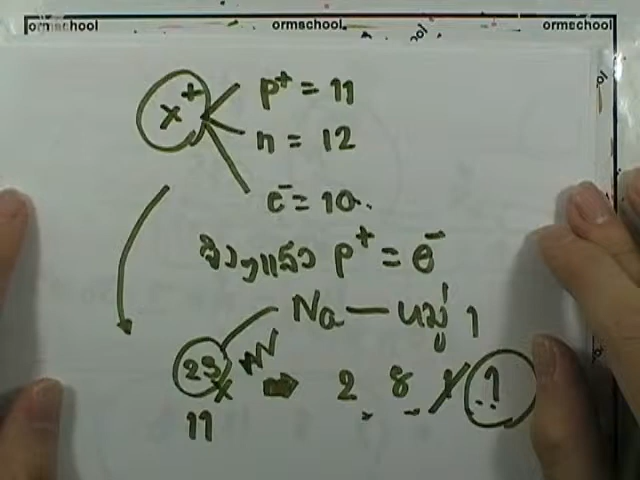 ormschool ormschool ormschool
x⁺ p⁺ = 11
n = 12
e⁻ = 10
จริงๆแล้ว p⁺ = e⁻
Na — หมู่ 1
23 X 2 8 1
11